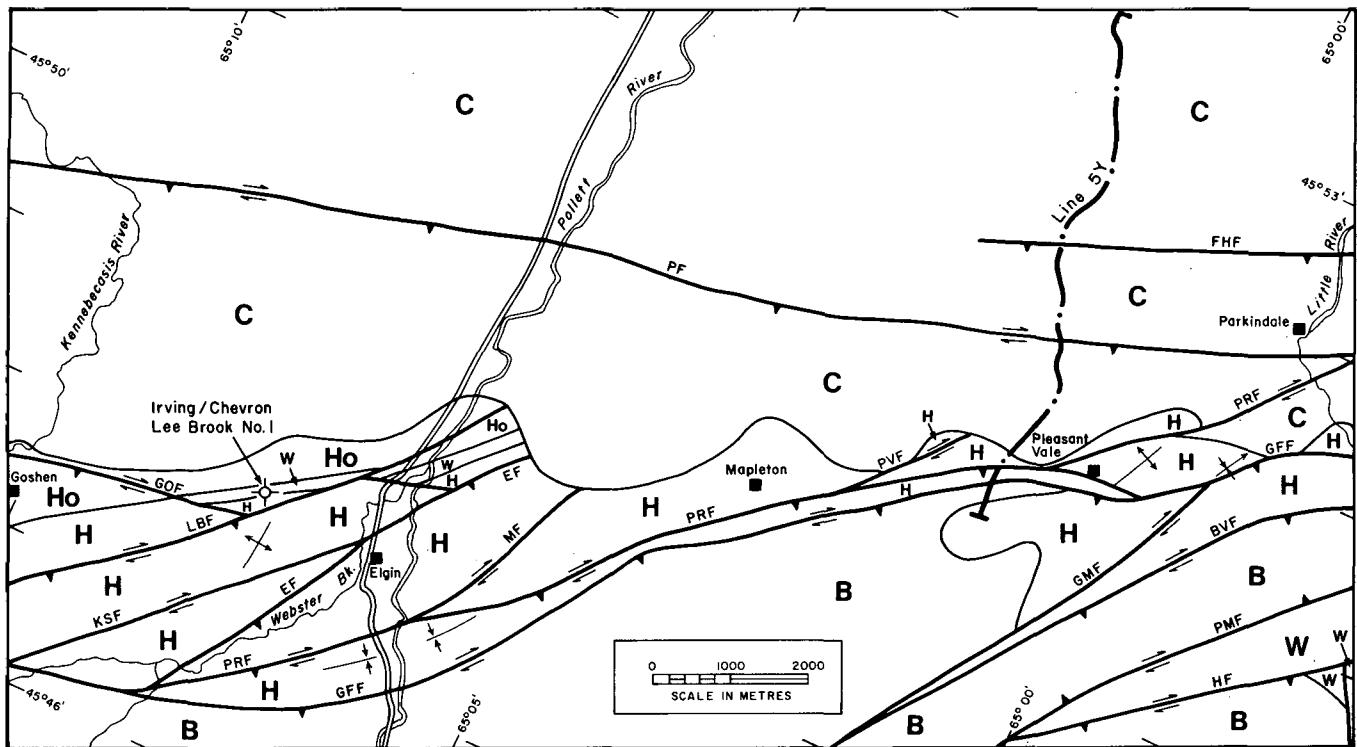 65°10'
65°00'
45°50'
River
C
C
Line 5Y
45°53'
Pollett
Kennebecasis River
FHF
River
PF
C
Little
C
Parkindale
C
Irving/Chevron
Lee Brook No.1
PRF
H
C
Ho
H
W
Ho
PVF
H
Pleasant
Vale
GFF
H
W
EF
Mapleton
H
Goshen
GOF
H
Ho
H
H
H
H
LBF
H
PRF
H
MF
H
BVF
H
EF
Bk.
Elgin
GMF
KSF
B
B
Webster
H
PMF
PRF
0 1000 2000
SCALE IN METRES
W
W
45°46'
H
GFF
HF
W
B
65°05'
65°00'
B
B